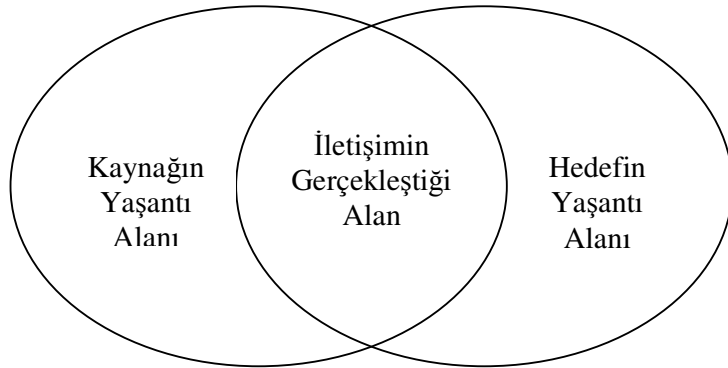 Kaynağın
Yaşantı
Alanı
İletişimin
Gerçekleştiği
Alan
Hedefin
Yaşantı
Alanı